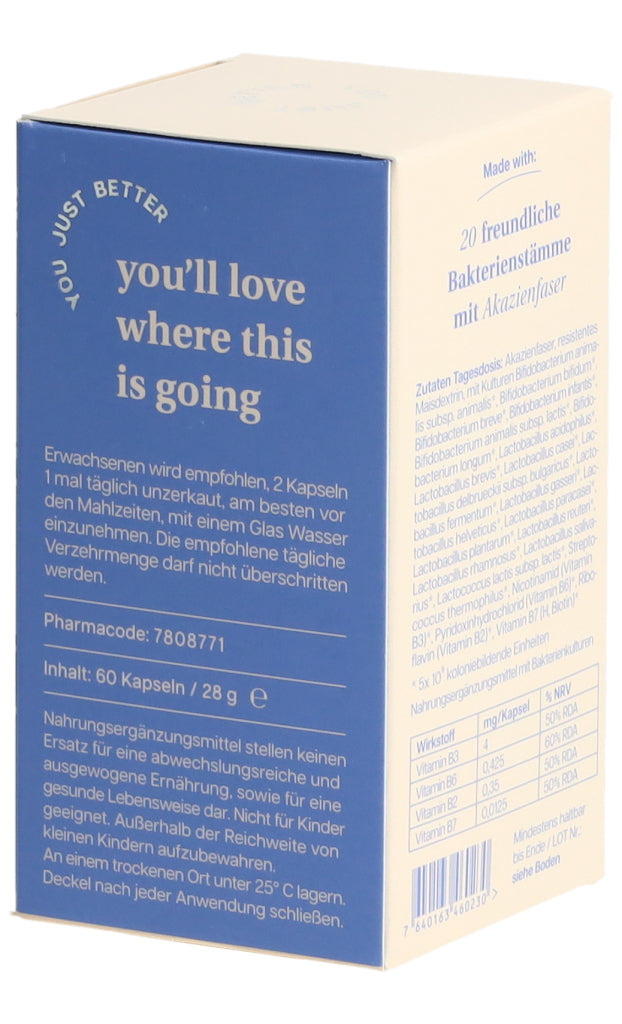 YOU JUST BETTER
you'll love
where this
is going
Erwachsenen wird empfohlen, 2 Kapseln
1 mal täglich unzerkaut, am besten vor
den Mahlzeiten, mit einem Glas Wasser
einzunehmen. Die empfohlene tägliche
Verzehrmenge darf nicht überschritten
werden.
Pharmacode: 7808771
Inhalt: 60 Kapseln / 28 g ℮
Nahrungsergänzungsmittel stellen keinen
Ersatz für eine abwechslungsreiche und
ausgewogene Ernährung, sowie für eine
gesunde Lebensweise dar. Nicht für Kinder
geeignet. Außerhalb der Reichweite von
kleinen Kindern aufzubewahren.
An einem trockenen Ort unter 25° C lagern.
Deckel nach jeder Anwendung schließen.
Made with:
20 freundliche
Bakterienstämme
mit Akazienfaser
Zutaten Tagesdosis: Akazienfaser, resistentes
Maisdextrin, mit Kulturen Bifidobacterium anima-
lis subsp. animalis*, Bifidobacterium bifidum*,
Bifidobacterium breve*, Bifidobacterium infantis*,
Bifidobacterium animalis subsp. lactis*, Bifido-
bacterium longum*, Lactobacillus acidophilus*,
Lactobacillus brevis*, Lactobacillus casei*, Lac-
tobacillus delbrueckii subsp. bulgaricus*, Lacto-
bacillus fermentum*, Lactobacillus gasseri*, Lac-
tobacillus helveticus*, Lactobacillus paracasei*,
Lactobacillus plantarum*, Lactobacillus reuteri*,
Lactobacillus rhamnosus*, Lactobacillus saliva-
rius*, Lactococcus lactis subsp. lactis*, Strepto-
coccus thermophilus*, Nicotinamid (Vitamin
B3)*, Pyridoxinhydrochlorid (Vitamin B6)*, Ribo-
flavin (Vitamin B2)*, Vitamin B7 (H, Biotin)*
* 5x 10⁹ koloniebildende Einheiten
Nahrungsergänzungsmittel mit Bakterienkulturen
Wirkstoff mg/Kapsel % NRV
Vitamin B3 4 50% RDA
Vitamin B6 0,425 60% RDA
Vitamin B2 0,35 50% RDA
Vitamin B7 0,0125 50% RDA
Mindestens haltbar
bis Ende / LOT Nr.:
siehe Boden
7 640163 460230 >